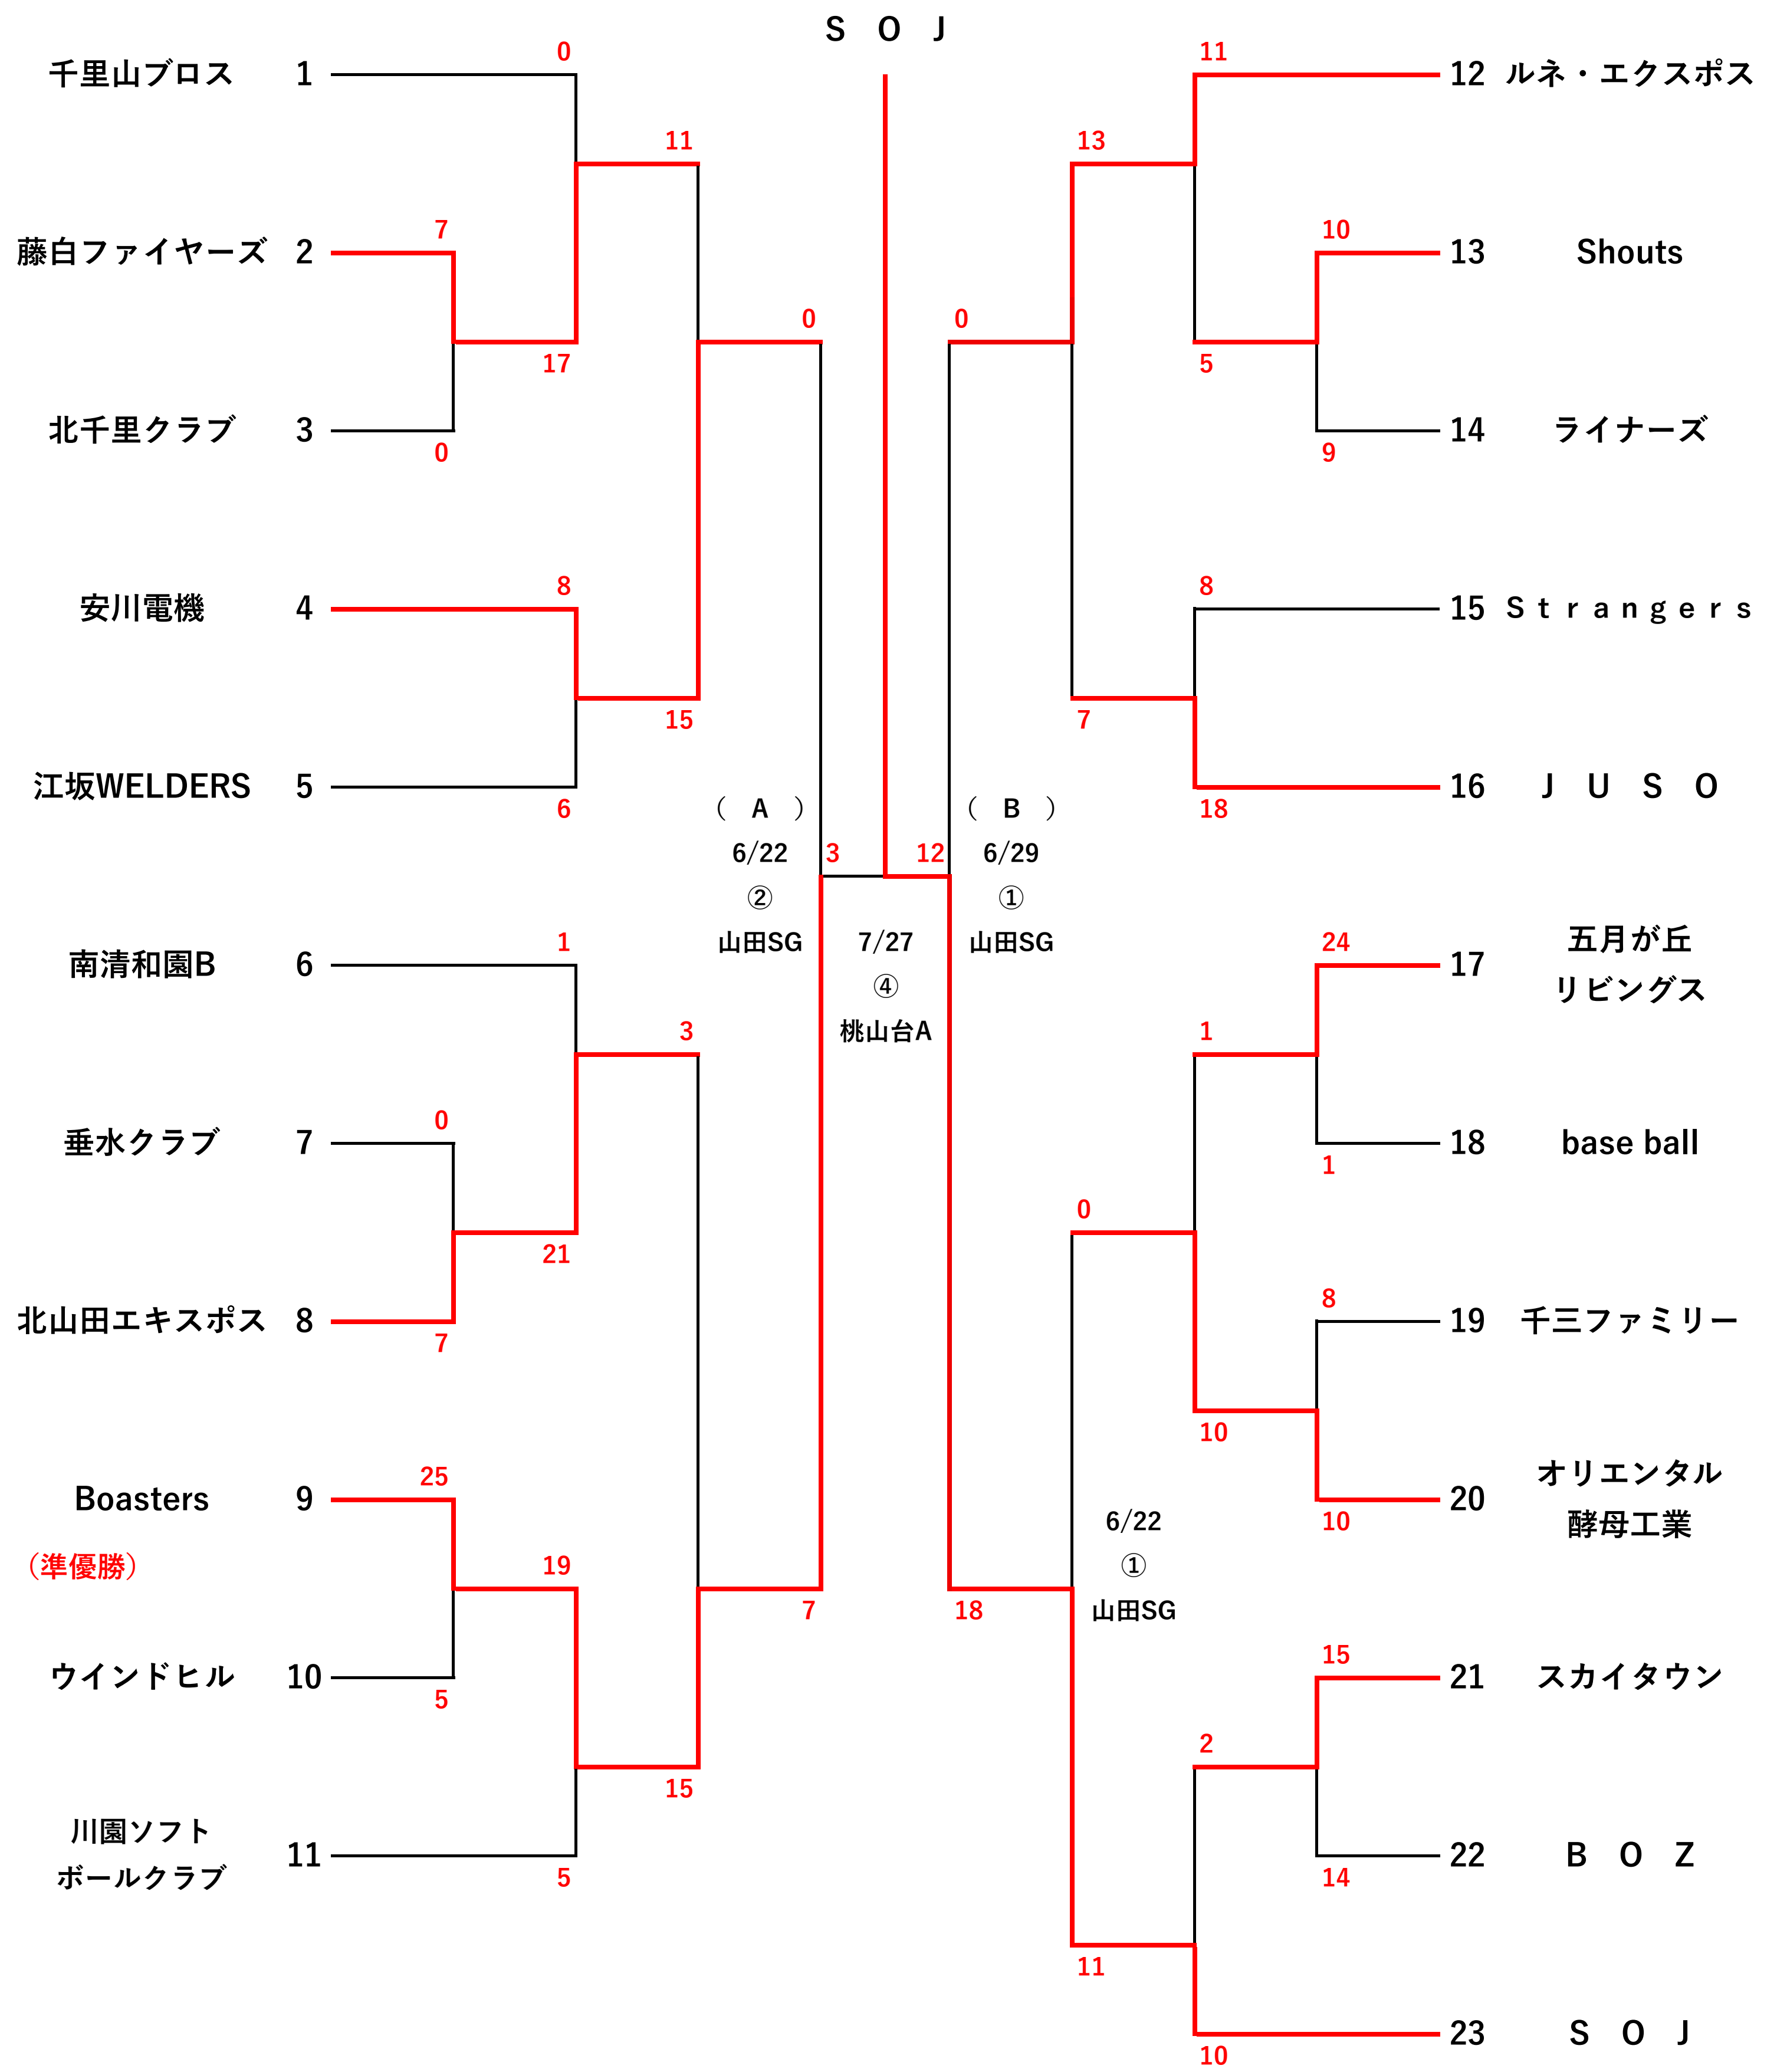 Ｓ　Ｏ　Ｊ
千里山ブロス 1
0
11
藤白ファイヤーズ 2
7
17
北千里クラブ 3
0
0
安川電機 4
8
15
江坂WELDERS 5
6
南清和園B 6
1
3
垂水クラブ 7
0
21
北山田エキスポス 8
7
Boasters 9
25
（準優勝）
19
7
ウインドヒル 10
5
15
川園ソフト
ボールクラブ
11
5
（　A　）
6/22
②
山田SG
3
12
7/27
④
桃山台A
（　B　）
6/29
①
山田SG
11
12 ルネ・エクスポス
13
10
13 Shouts
0
5
14 ライナーズ
9
8
15 Ｓｔｒａｎｇｅｒｓ
7
16 Ｊ　Ｕ　Ｓ　Ｏ
18
24
17
五月が丘
リビングス
1
18 base ball
1
0
8
19 千三ファミリー
10
20
オリエンタル
酵母工業
10
6/22
①
山田SG
18
15
21 スカイタウン
2
22 Ｂ　Ｏ　Ｚ
14
11
23 Ｓ　Ｏ　Ｊ
10